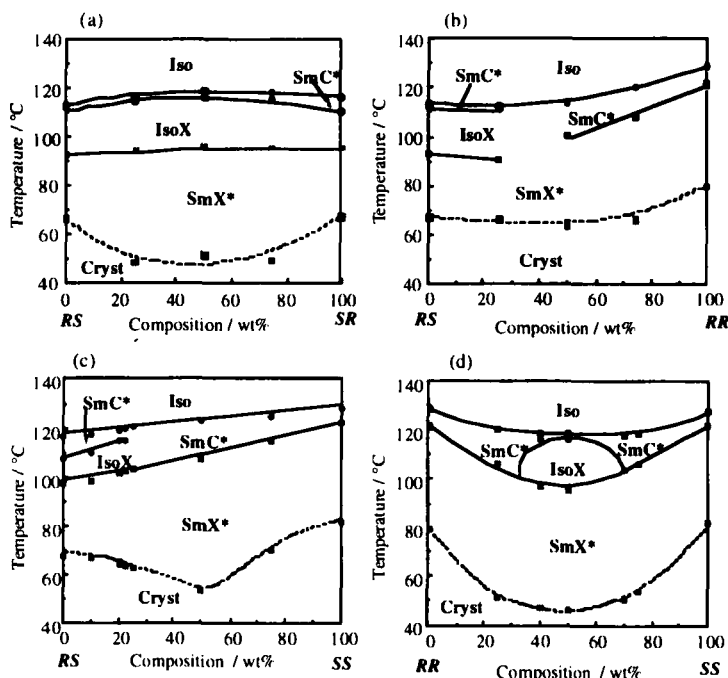 (a)
140
120
100
80
60
40
Temperature / °C
Iso
SmC*
IsoX
SmX*
Cryst
0 20 40 60 80 100
RS Composition / wt% SR
(b)
140
120
100
80
60
40
Temperature / °C
Iso
SmC*
IsoX
SmC*
SmX*
Cryst
0 20 40 60 80 100
RS Composition / wt% RR
(c)
140
120
100
80
60
40
Temperature / °C
SmC*
Iso
SmC*
IsoX
SmX*
Cryst
0 20 40 60 80 100
RS Composition / wt% SS
(d)
140
120
100
80
60
40
Temperature / °C
Iso
SmC*
SmC*
IsoX
SmX*
Cryst
0 20 40 60 80 100
RR Composition / wt% SS